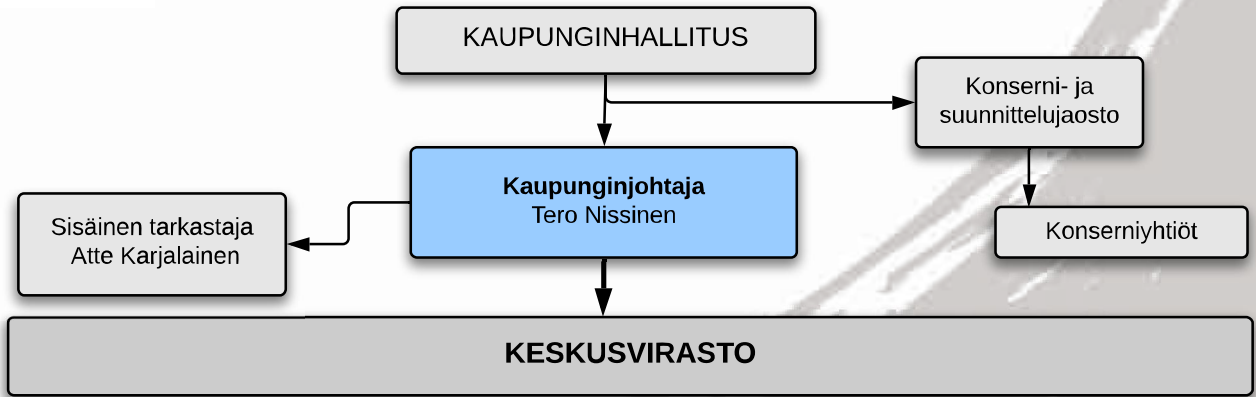 KAUPUNGINHALLITUS
Konserni- ja
suunnittelujaosto
Kaupunginjohtaja
Tero Nissinen
Sisäinen tarkastaja
Atte Karjalainen
Konserniyhtiöt
KESKUSVIRASTO